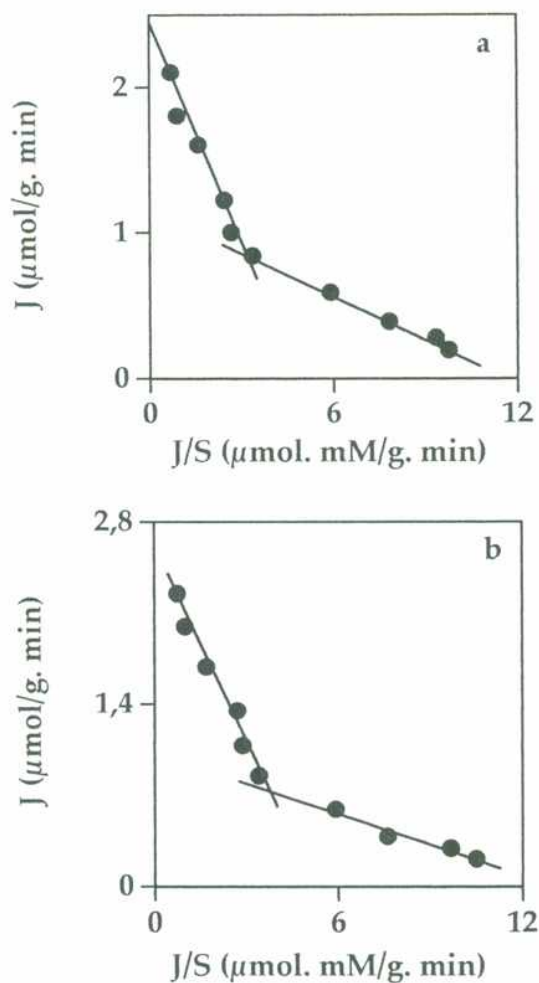 a
2
1
0
J (µmol/g. min)
0 6 12
J/S (µmol. mM/g. min)
b
2,8
1,4
0
J (µmol/g. min)
0 6 12
J/S (µmol. mM/g. min)